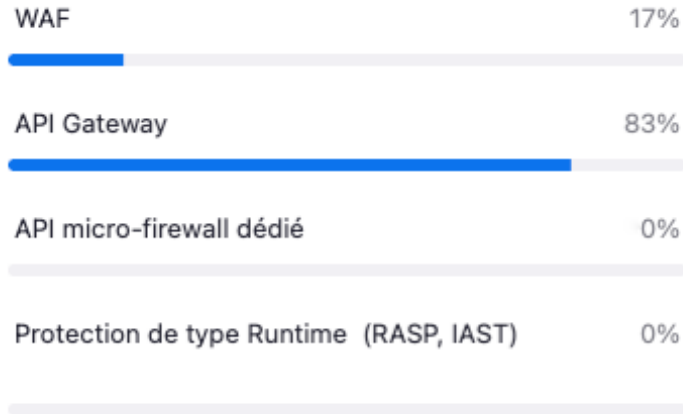 WAF 17%
API Gateway 83%
API micro-firewall dédié 0%
Protection de type Runtime (RASP, IAST) 0%